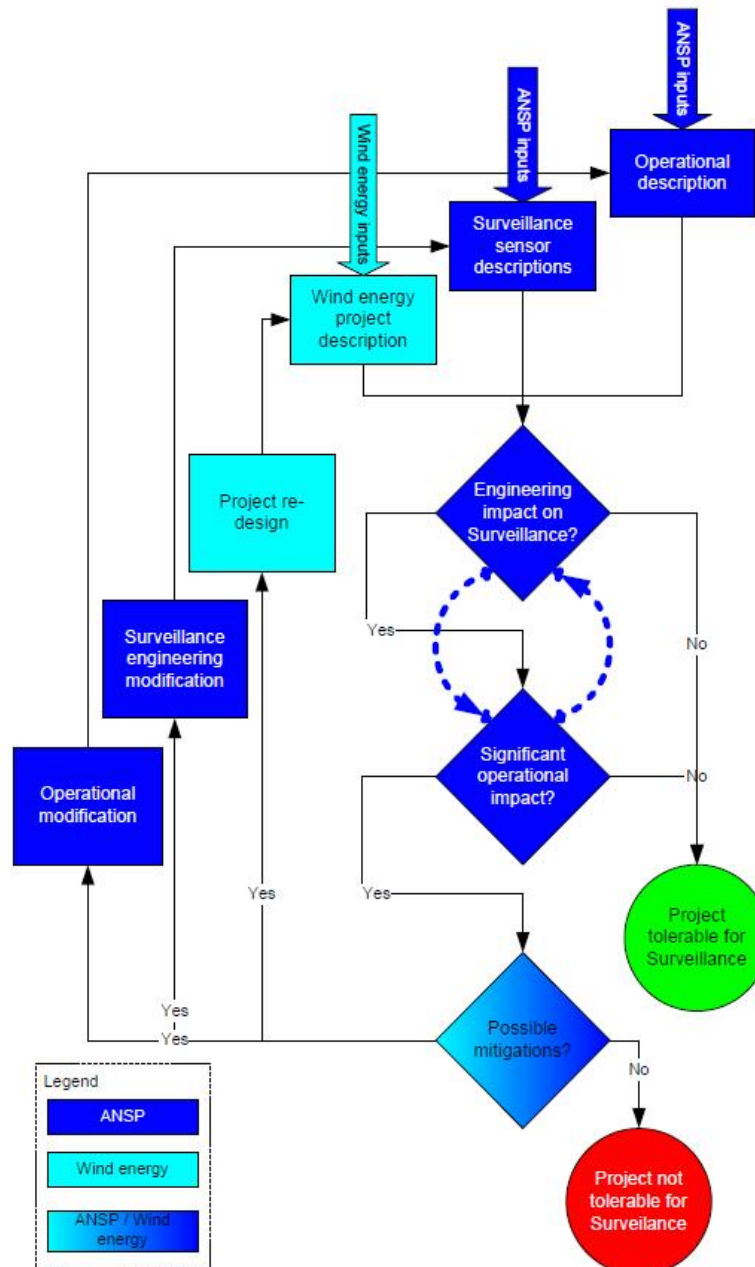 ANSP inputs
ANSP inputs
Wind energy inputs
Operational
description
Surveillance
sensor
descriptions
Wind energy
project
description
Project re-
design
Engineering
impact on
Surveillance?
Surveillance
engineering
modification
Yes
No
Operational
modification
Significant
operational
impact?
No
Yes
Yes
Project
tolerable for
Surveillance
Yes
Yes
Possible
mitigations?
No
Legend
ANSP
Wind energy
ANSP / Wind
energy
Project not
tolerable for
Surveilance